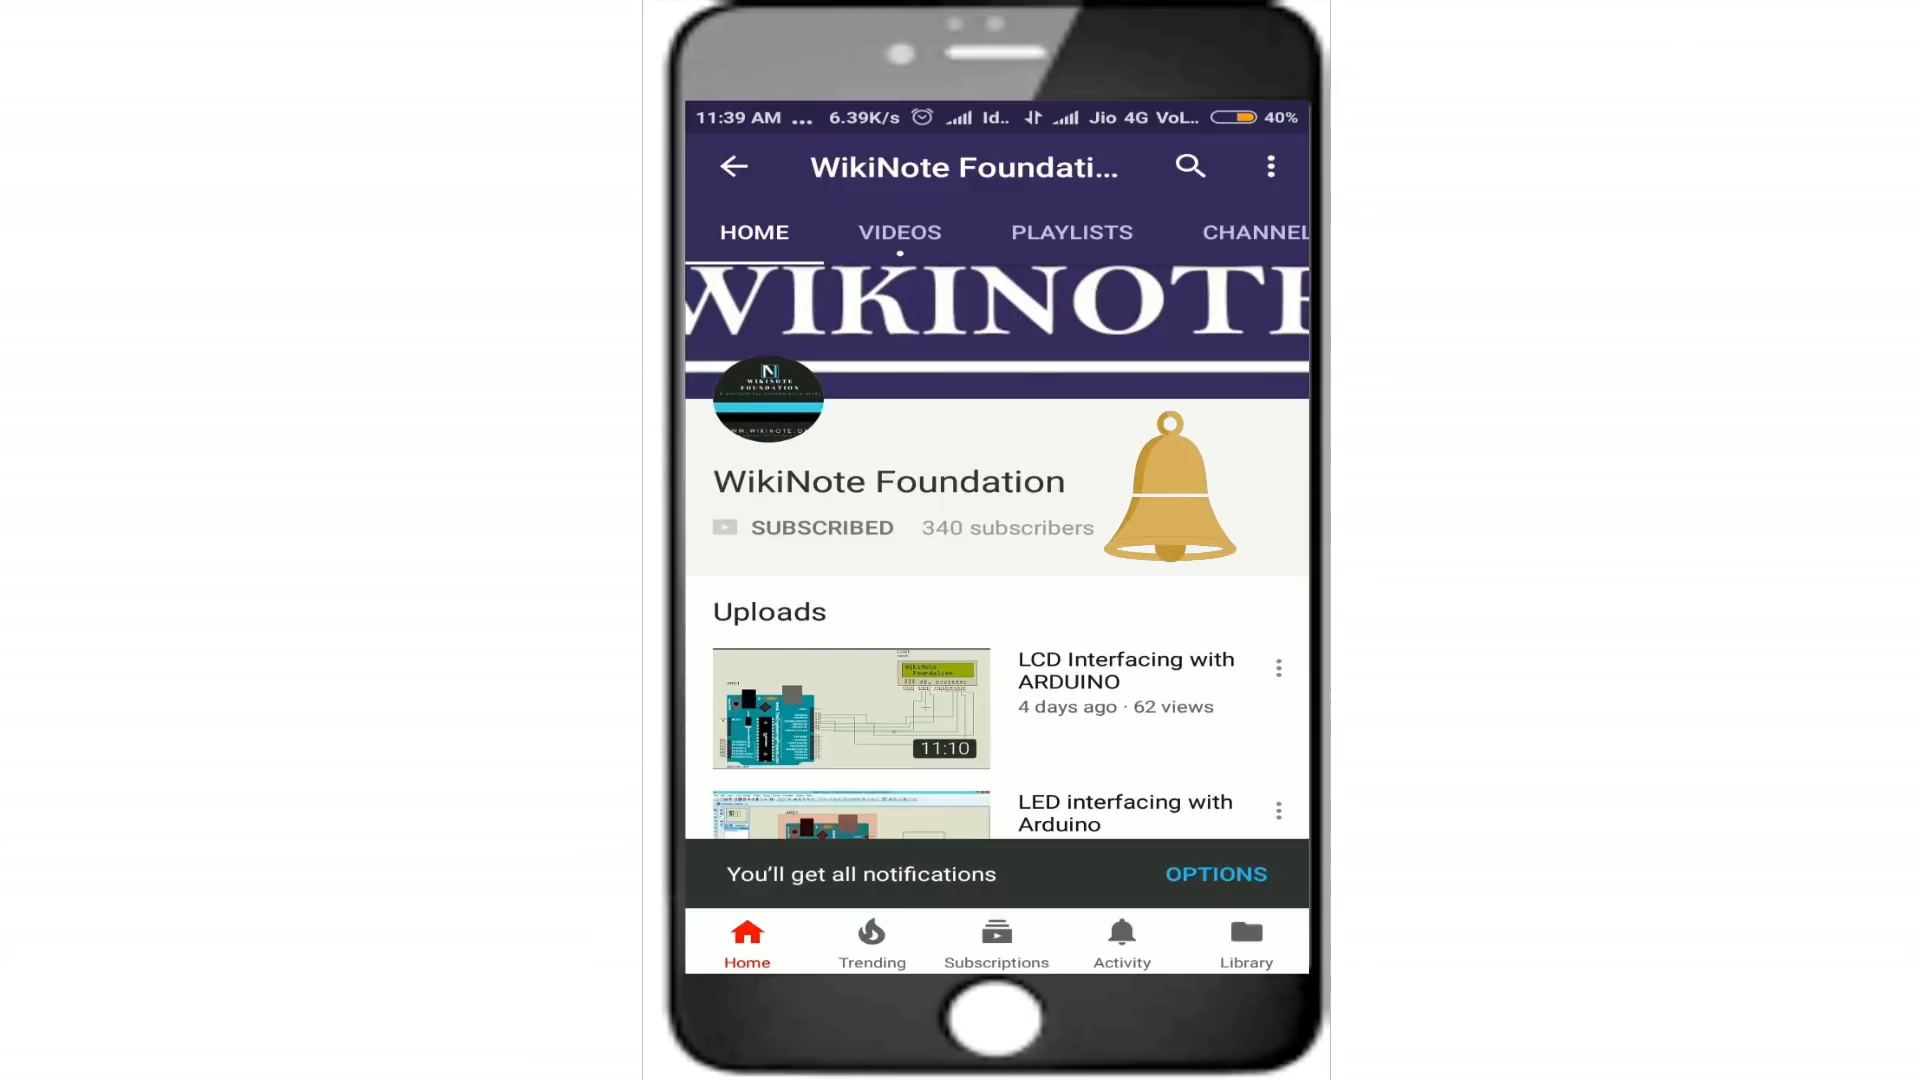 11:39 AM ... 6.39K/s Id.. Jio 4G VoL.. 40%
WikiNote Foundati...
HOME VIDEOS PLAYLISTS CHANNEL
WIKINOTE
N
WIKINOTE
FOUNDATION
WikiNote Foundation
SUBSCRIBED 340 subscribers
Uploads
LCD Interfacing with
ARDUINO
4 days ago · 62 views
WikiNote
Foundation
11:10
LED interfacing with
Arduino
You'll get all notifications OPTIONS
Home Trending Subscriptions Activity Library